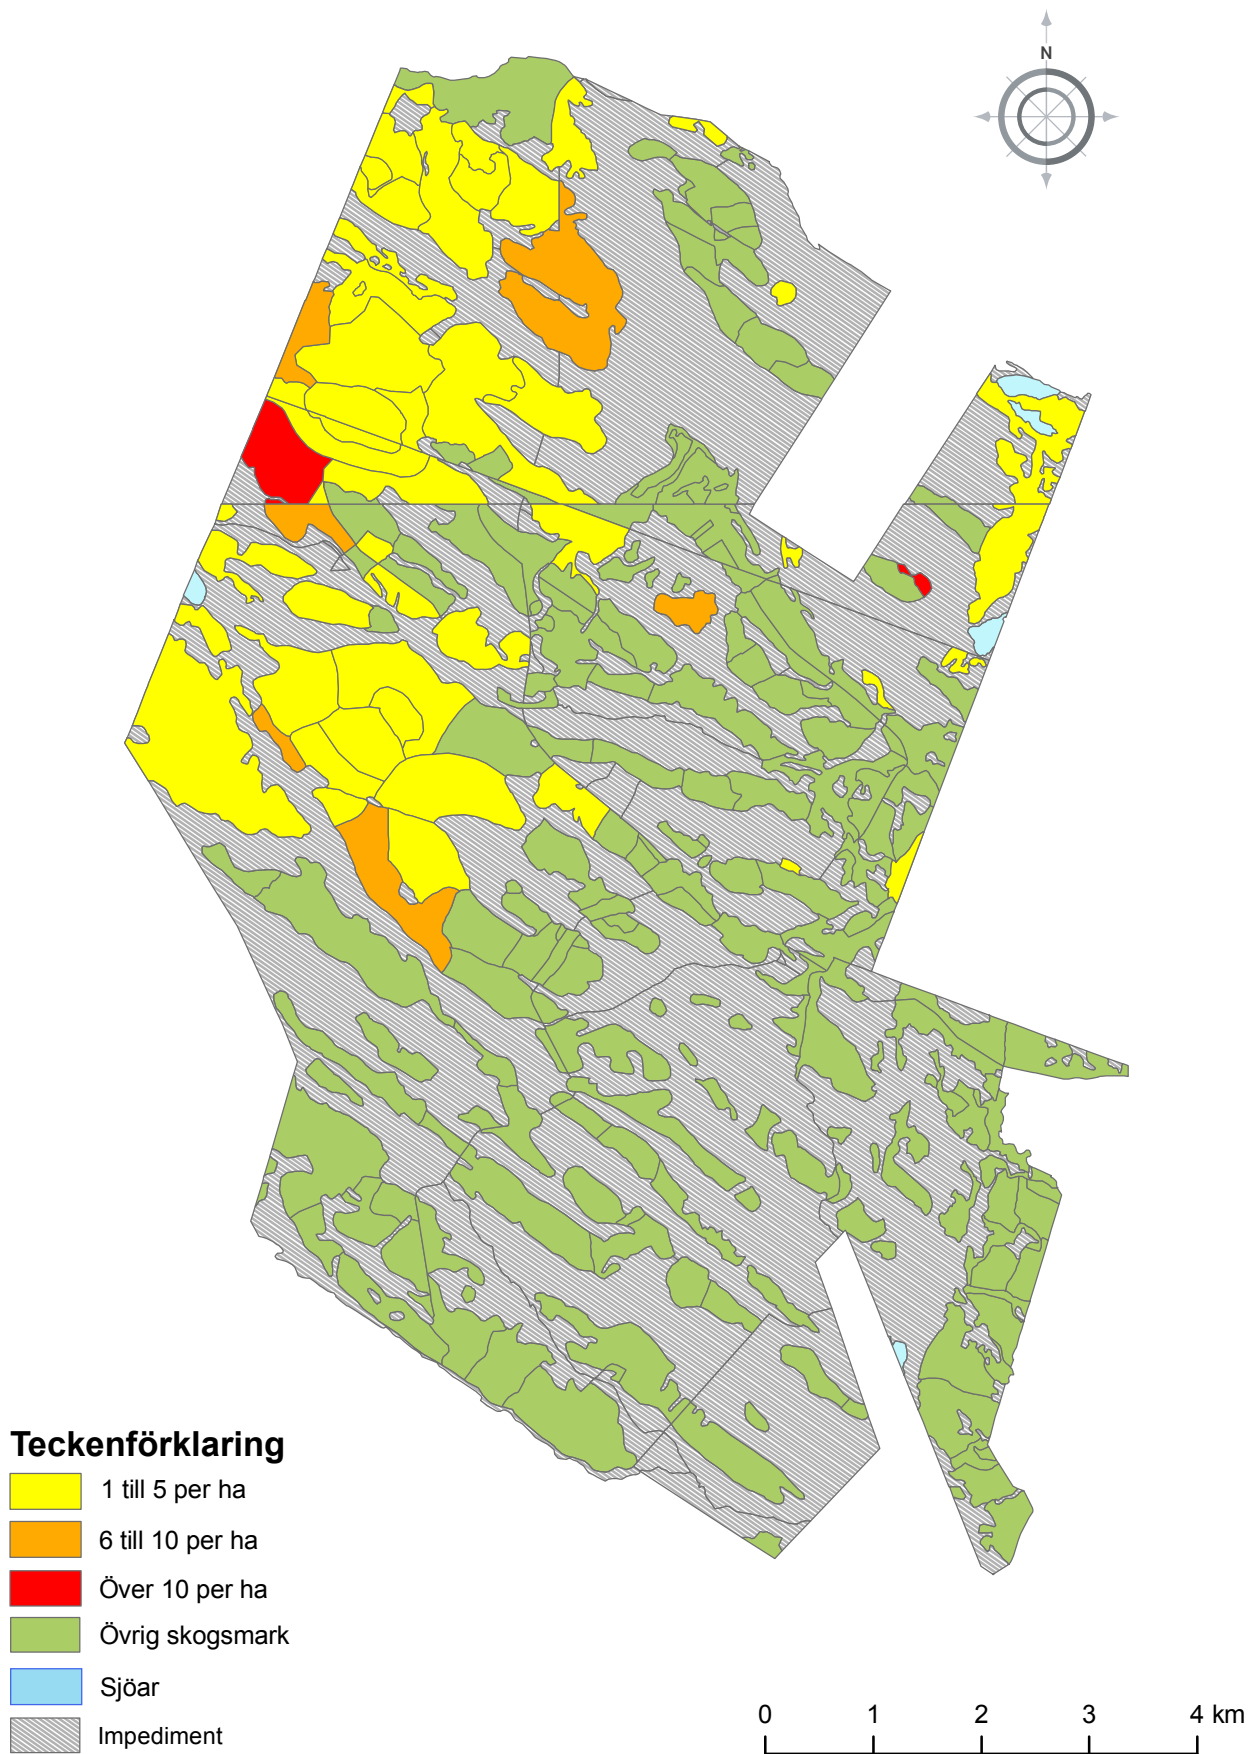 N
Teckenförklaring
1 till 5 per ha
6 till 10 per ha
Över 10 per ha
Övrig skogsmark
Sjöar
Impediment
0 1 2 3 4 km